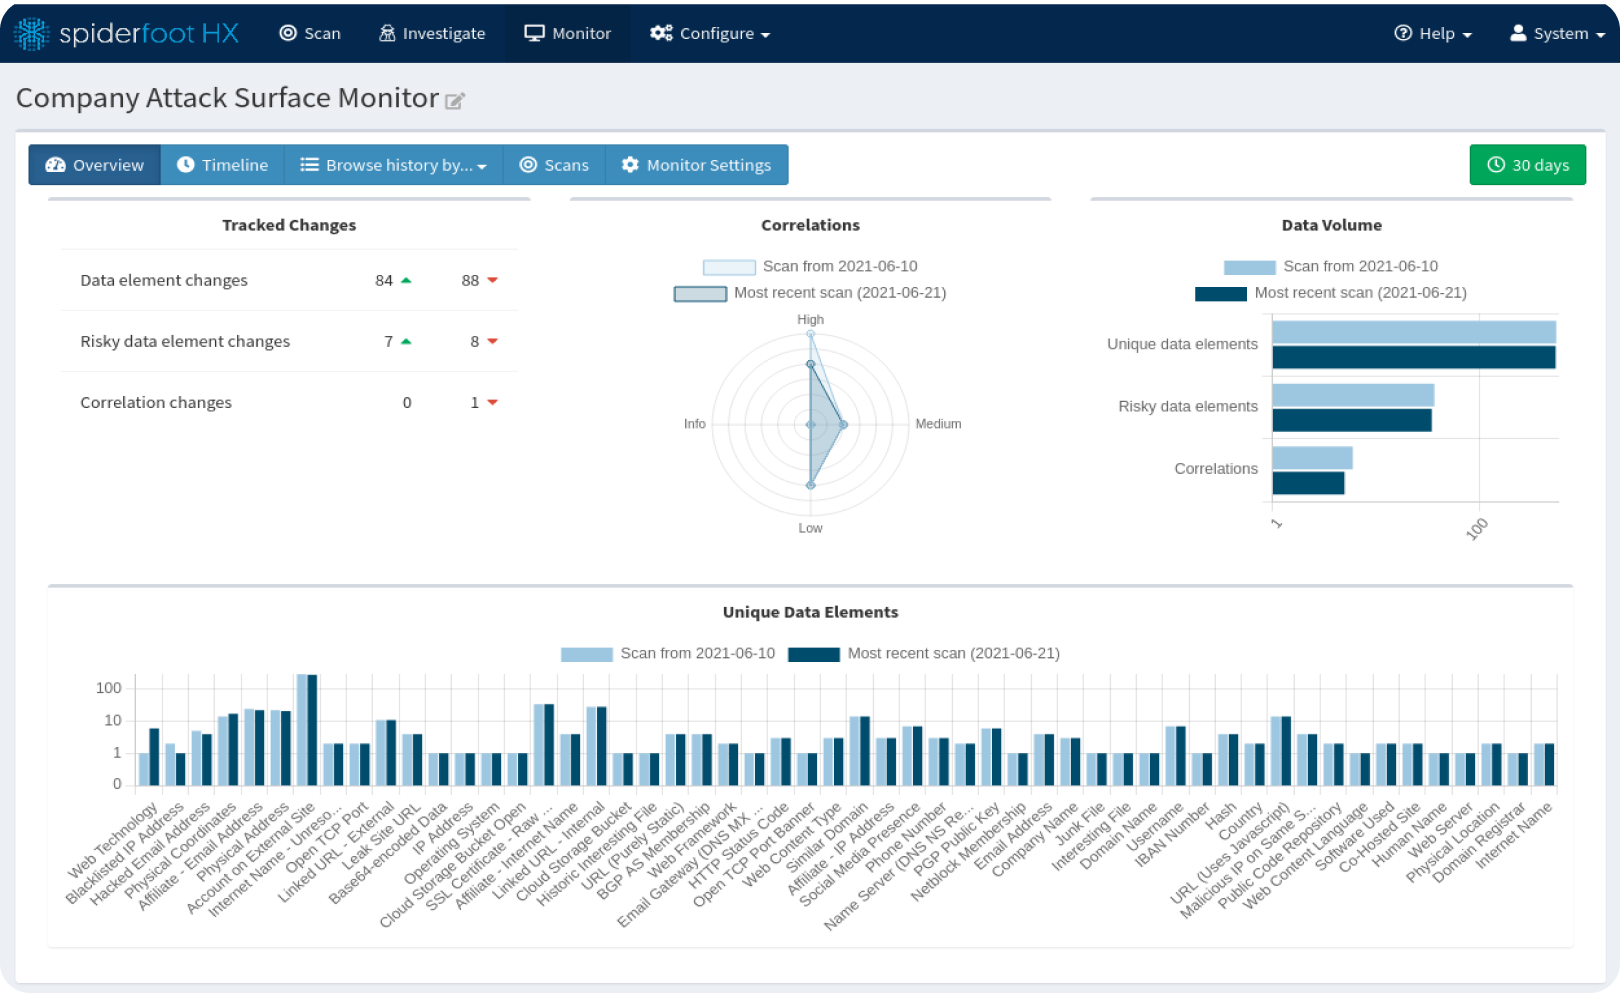 spiderfoot HX
Scan
Investigate
Monitor
Configure
Help
System
Company Attack Surface Monitor
Overview
Timeline
Browse history by...
Scans
Monitor Settings
30 days
Tracked Changes
Data element changes 84 88
Risky data element changes 7 8
Correlation changes 0 1
Correlations
Scan from 2021-06-10
Most recent scan (2021-06-21)
High
Info
Medium
Low
Data Volume
Scan from 2021-06-10
Most recent scan (2021-06-21)
Unique data elements
Risky data elements
Correlations
1
100
Unique Data Elements
Scan from 2021-06-10
Most recent scan (2021-06-21)
100
10
1
0
Web Technology
Blacklisted IP Address
Hacked Email Address
Physical Coordinates
Affiliate - Email Address
Physical Address
Account on External Site
Internet Name - Unreso...
Open TCP Port
Linked URL - External
Leak Site URL
Base64-encoded Data
IP Address
Operating System
Cloud Storage Bucket Open
SSL Certificate - Raw ...
Affiliate - Internet Name
Linked URL - Internal
Cloud Storage Bucket
Historic Interesting File
URL (Purely Static)
BGP AS Membership
Web Framework
Email Gateway (DNS MX ...
HTTP Status Code
Open TCP Port Banner
Web Content Type
Similar Domain
Affiliate - IP Address
Social Media Presence
Phone Number
Name Server (DNS NS Re...
PGP Public Key
Netblock Membership
Email Address
Company Name
Junk File
Interesting File
Domain Name
Username
IBAN Number
Hash
Country
URL (Uses Javascript)
Malicious IP on Same S...
Public Code Repository
Web Content Language
Software Used
Co-Hosted Site
Human Name
Web Server
Physical Location
Domain Registrar
Internet Name